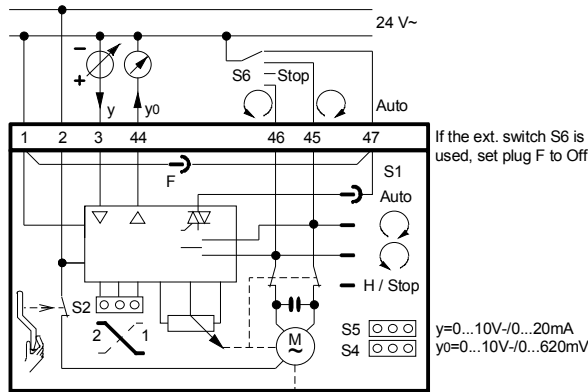 24 V~
− +
y y0
S6 Stop
Auto
1 2 3 44 46 45 47
If the ext. switch S6 is
used, set plug F to Off
F
S1
Auto
H / Stop
S2
2 1
M
~
S5 y=0...10V-/0...20mA
S4 y0=0...10V-/0...620mV